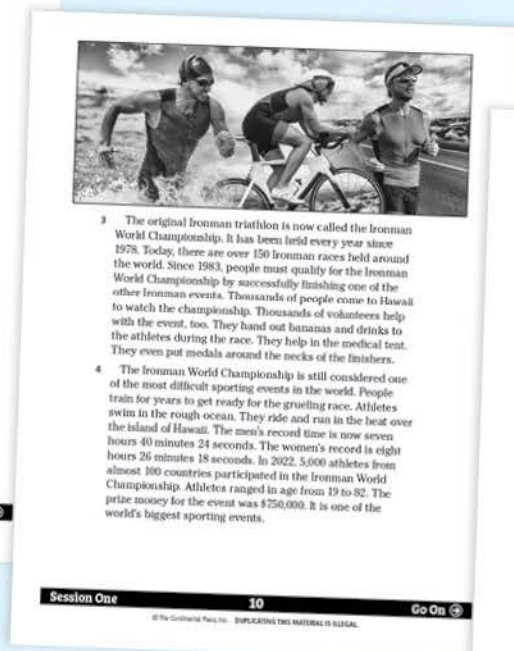 3 The original Ironman triathlon is now called the Ironman
World Championship. It has been held every year since
1978. Today, there are over 150 Ironman races held around
the world. Since 1983, people must qualify for the Ironman
World Championship by successfully finishing one of the
other Ironman events. Thousands of people come to Hawaii
to watch the championship. Thousands of volunteers help
with the event, too. They hand out bananas and drinks to
the athletes during the race. They help in the medical tent.
They even put medals around the necks of the finishers.
4 The Ironman World Championship is still considered one
of the most difficult sporting events in the world. People
train for years to get ready for the grueling race. Athletes
swim in the rough ocean. They ride and run in the heat over
the island of Hawaii. The men's record time is now seven
hours 40 minutes 24 seconds. The women's record is eight
hours 26 minutes 18 seconds. In 2022, 5,000 athletes from
almost 100 countries participated in the Ironman World
Championship. Athletes ranged in age from 19 to 82. The
prize money for the event was $750,000. It is one of the
world's biggest sporting events.
Session One 10 Go On
© The Continental Press, Inc. DUPLICATING THIS MATERIAL IS ILLEGAL.